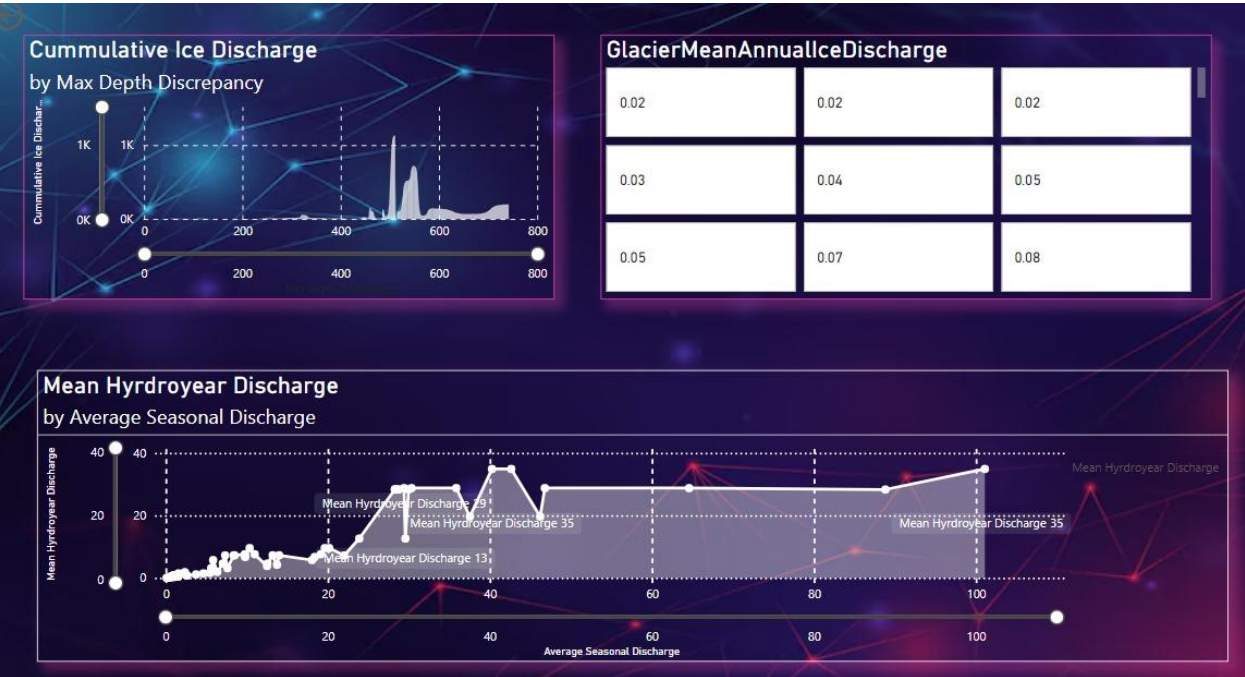 Cummulative Ice Discharge
by Max Depth Discrepancy
Cummulative Ice Dischar...
1K
0K
1K
0K
0 200 400 600 800
0 200 400 600 800
GlacierMeanAnnualIceDischarge
0.02 0.02 0.02
0.03 0.04 0.05
0.05 0.07 0.08
Mean Hyrdroyear Discharge
by Average Seasonal Discharge
Mean Hyrdroyear Discharge
40
20
0
40
20
0
Mean Hyrdroyear Discharge
Mean Hyrdroyear Discharge 29
Mean Hyrdroyear Discharge 35
Mean Hyrdroyear Discharge 35
Mean Hyrdroyear Discharge 13
0 20 40 60 80 100
0 20 40 60 80 100
Average Seasonal Discharge